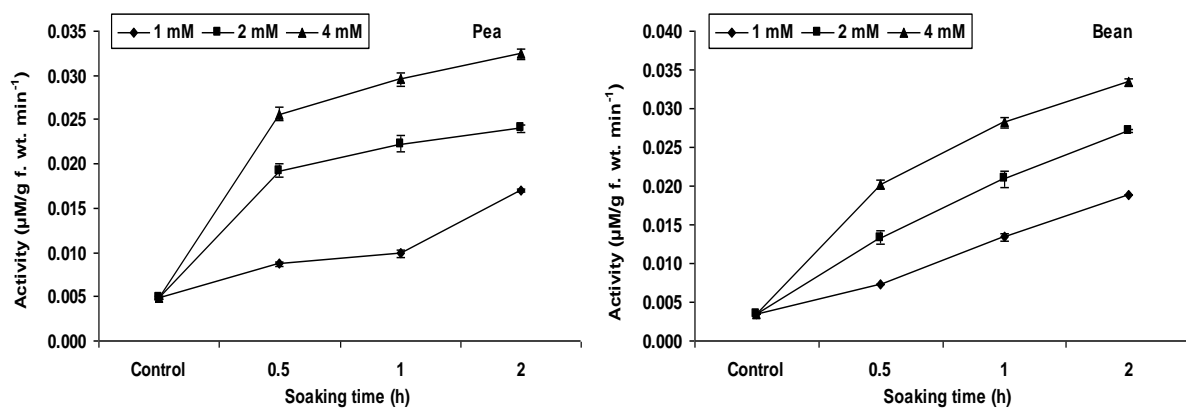 1 mM 2 mM 4 mM
Pea
Activity (µM/g f. wt. min⁻¹)
0.035
0.030
0.025
0.020
0.015
0.010
0.005
0.000
Control 0.5 1 2
Soaking time (h)
1 mM 2 mM 4 mM
Bean
Activity (µM/g f. wt. min⁻¹)
0.040
0.035
0.030
0.025
0.020
0.015
0.010
0.005
0.000
Control 0.5 1 2
Soaking time (h)